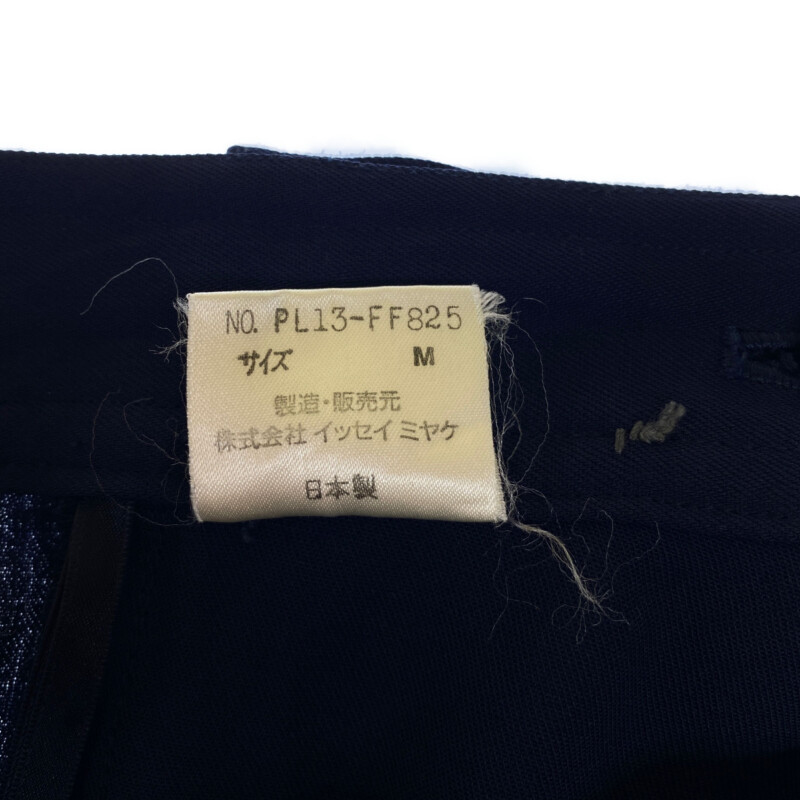 NO. PL13-FF825
サイズ M
製造・販売元
株式会社 イッセイ ミヤケ
日本製